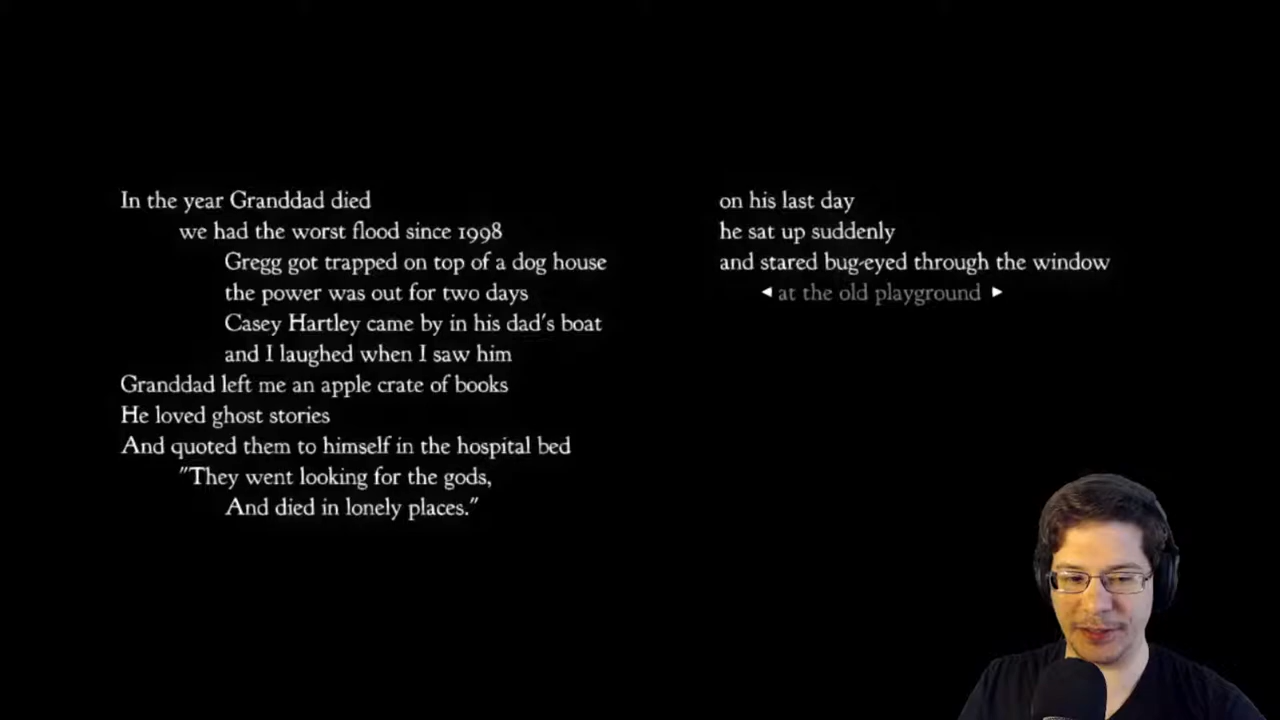 In the year Granddad died
we had the worst flood since 1998
Gregg got trapped on top of a dog house
the power was out for two days
Casey Hartley came by in his dad's boat
and I laughed when I saw him
Granddad left me an apple crate of books
He loved ghost stories
And quoted them to himself in the hospital bed
"They went looking for the gods,
And died in lonely places."
on his last day
he sat up suddenly
and stared bug-eyed through the window
◄ at the old playground ►